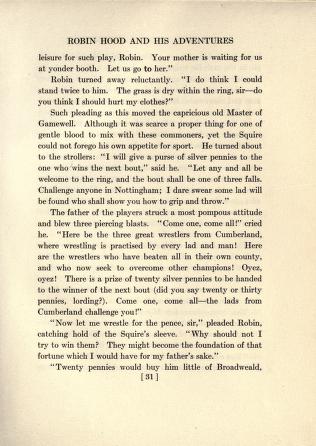 ROBIN HOOD AND HIS ADVENTURES
leisure for such play, Robin. Your mother is waiting for us
at yonder booth. Let us go to her."
Robin turned away reluctantly. "I do think I could
stand twice to him. The grass is dry within the ring, sir—do
you think I should hurt my clothes?"
Such pleading as this moved the capricious old Master of
Gamewell. Although it was scarce a proper thing for one of
gentle blood to mix with these commoners, yet the Squire
could not forego his own appetite for sport. He turned about
to the strollers: "I will give a purse of silver pennies to the
one who wins the next bout," said he. "Let any and all be
welcome to the ring, and the bout shall be one of three falls.
Challenge anyone in Nottingham; I dare swear some lad will
be found who shall show you how to grip and throw."
The father of the players struck a most pompous attitude
and blew three piercing blasts. "Come one, come all!" cried
he. "Here be the three great wrestlers from Cumberland,
where wrestling is practised by every lad and man! Here
are the wrestlers who have beaten all in their own county,
and who now seek to overcome other champions! Oyez,
oyez! There is a prize of twenty silver pennies to be handed
to the winner of the next bout (did you say twenty or thirty
pennies, lording?). Come one, come all—the lads from
Cumberland challenge you!"
"Now let me wrestle for the pence, sir," pleaded Robin,
catching hold of the Squire's sleeve. "Why should not I
try to win them? They might become the foundation of that
fortune which I would have for my father's sake."
"Twenty pennies would buy him little of Broadweald,
[ 31 ]